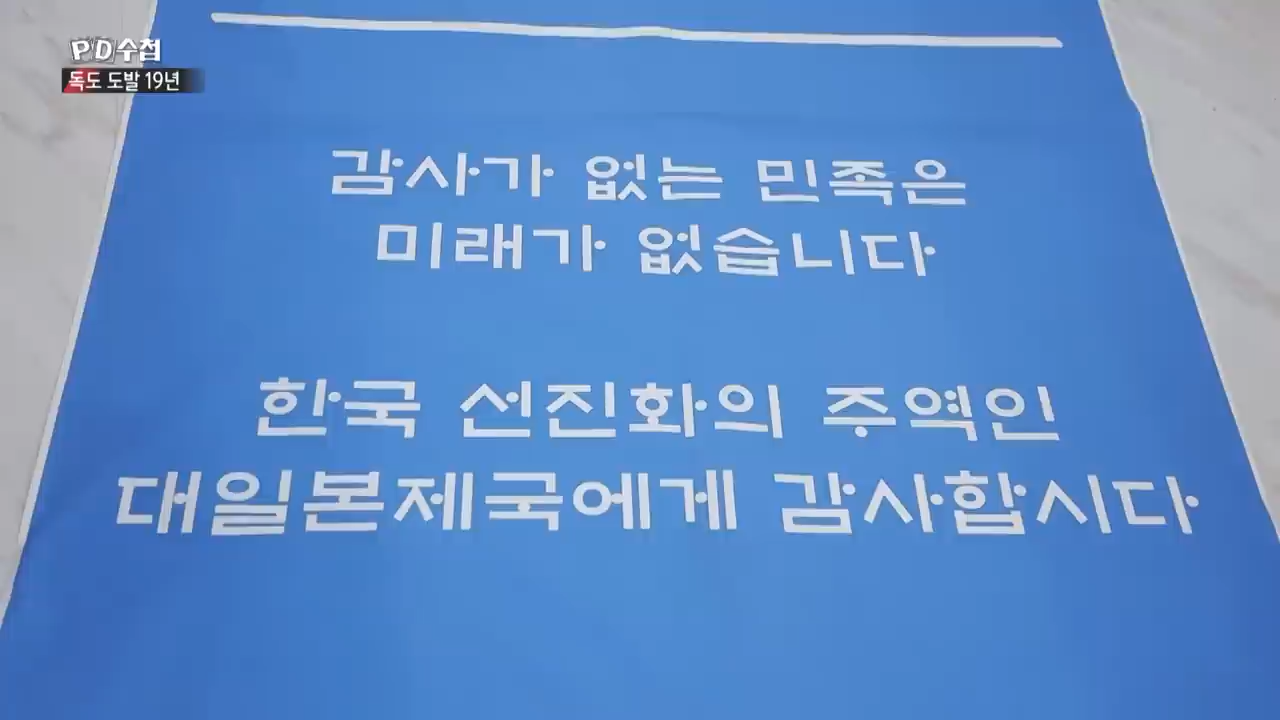 PD수첩
독도 도발 19년
감사가 없는 민족은
미래가 없습니다
한국 선진화의 주역인
대일본제국에게 감사합시다